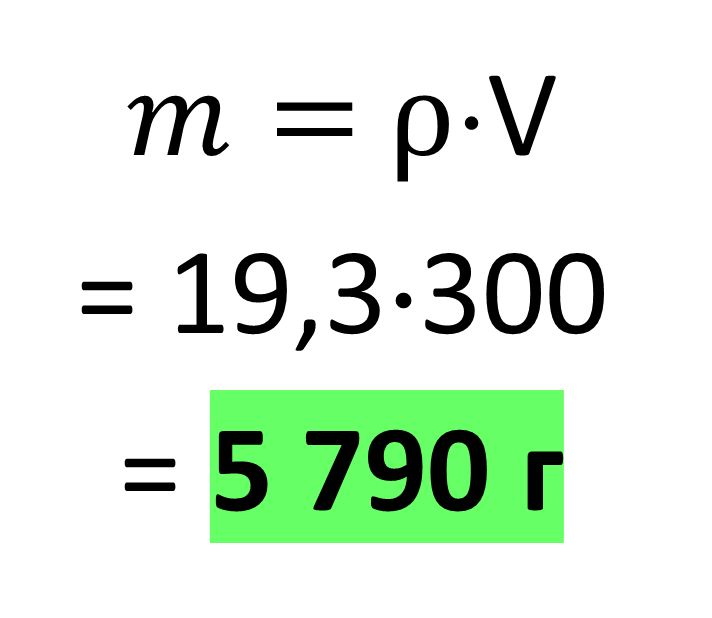 m = ρ·V
= 19,3·300
= 5 790 г